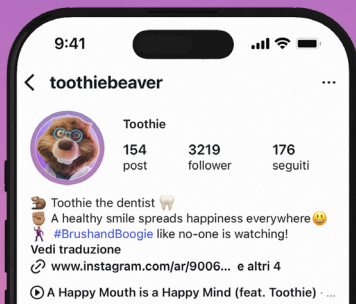 9:41
toothiebeaver
Toothie
154 3219 176
post follower seguiti
Toothie the dentist
A healthy smile spreads happiness everywhere
#BrushandBoogie like no-one is watching!
Vedi traduzione
www.instagram.com/ar/9006... e altri 4
A Happy Mouth is a Happy Mind (feat. Toothie) · ...